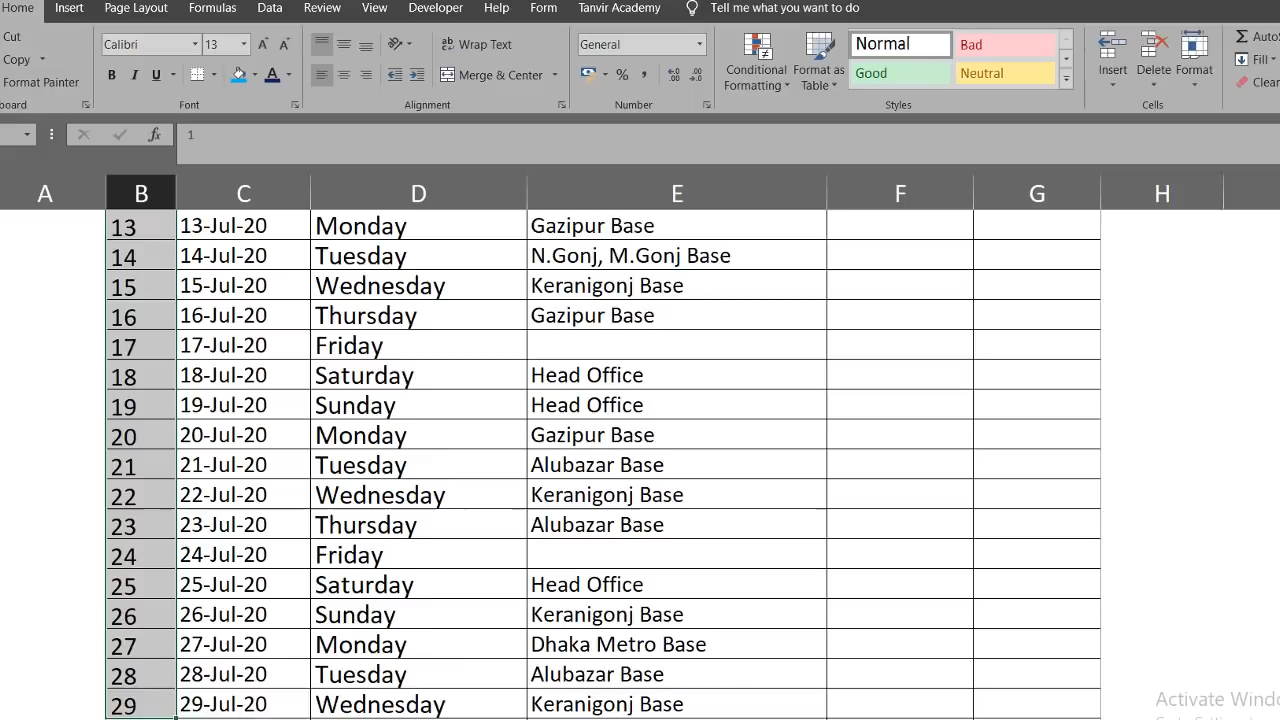 Home Insert Page Layout Formulas Data Review View Developer Help Form Tanvir Academy Tell me what you want to do
Cut
Copy
Format Painter
board
Calibri 13
B I U
Font
Wrap Text
Merge & Center
Alignment
General
% ,
Number
Conditional Formatting
Format as Table
Normal Bad
Good Neutral
Styles
Insert Delete Format
Cells
Auto
Fill
Clear
fx 1
A B C D E F G H
13 13-Jul-20 Monday Gazipur Base
14 14-Jul-20 Tuesday N.Gonj, M.Gonj Base
15 15-Jul-20 Wednesday Keranigonj Base
16 16-Jul-20 Thursday Gazipur Base
17 17-Jul-20 Friday
18 18-Jul-20 Saturday Head Office
19 19-Jul-20 Sunday Head Office
20 20-Jul-20 Monday Gazipur Base
21 21-Jul-20 Tuesday Alubazar Base
22 22-Jul-20 Wednesday Keranigonj Base
23 23-Jul-20 Thursday Alubazar Base
24 24-Jul-20 Friday
25 25-Jul-20 Saturday Head Office
26 26-Jul-20 Sunday Keranigonj Base
27 27-Jul-20 Monday Dhaka Metro Base
28 28-Jul-20 Tuesday Alubazar Base
29 29-Jul-20 Wednesday Keranigonj Base
Activate Windo